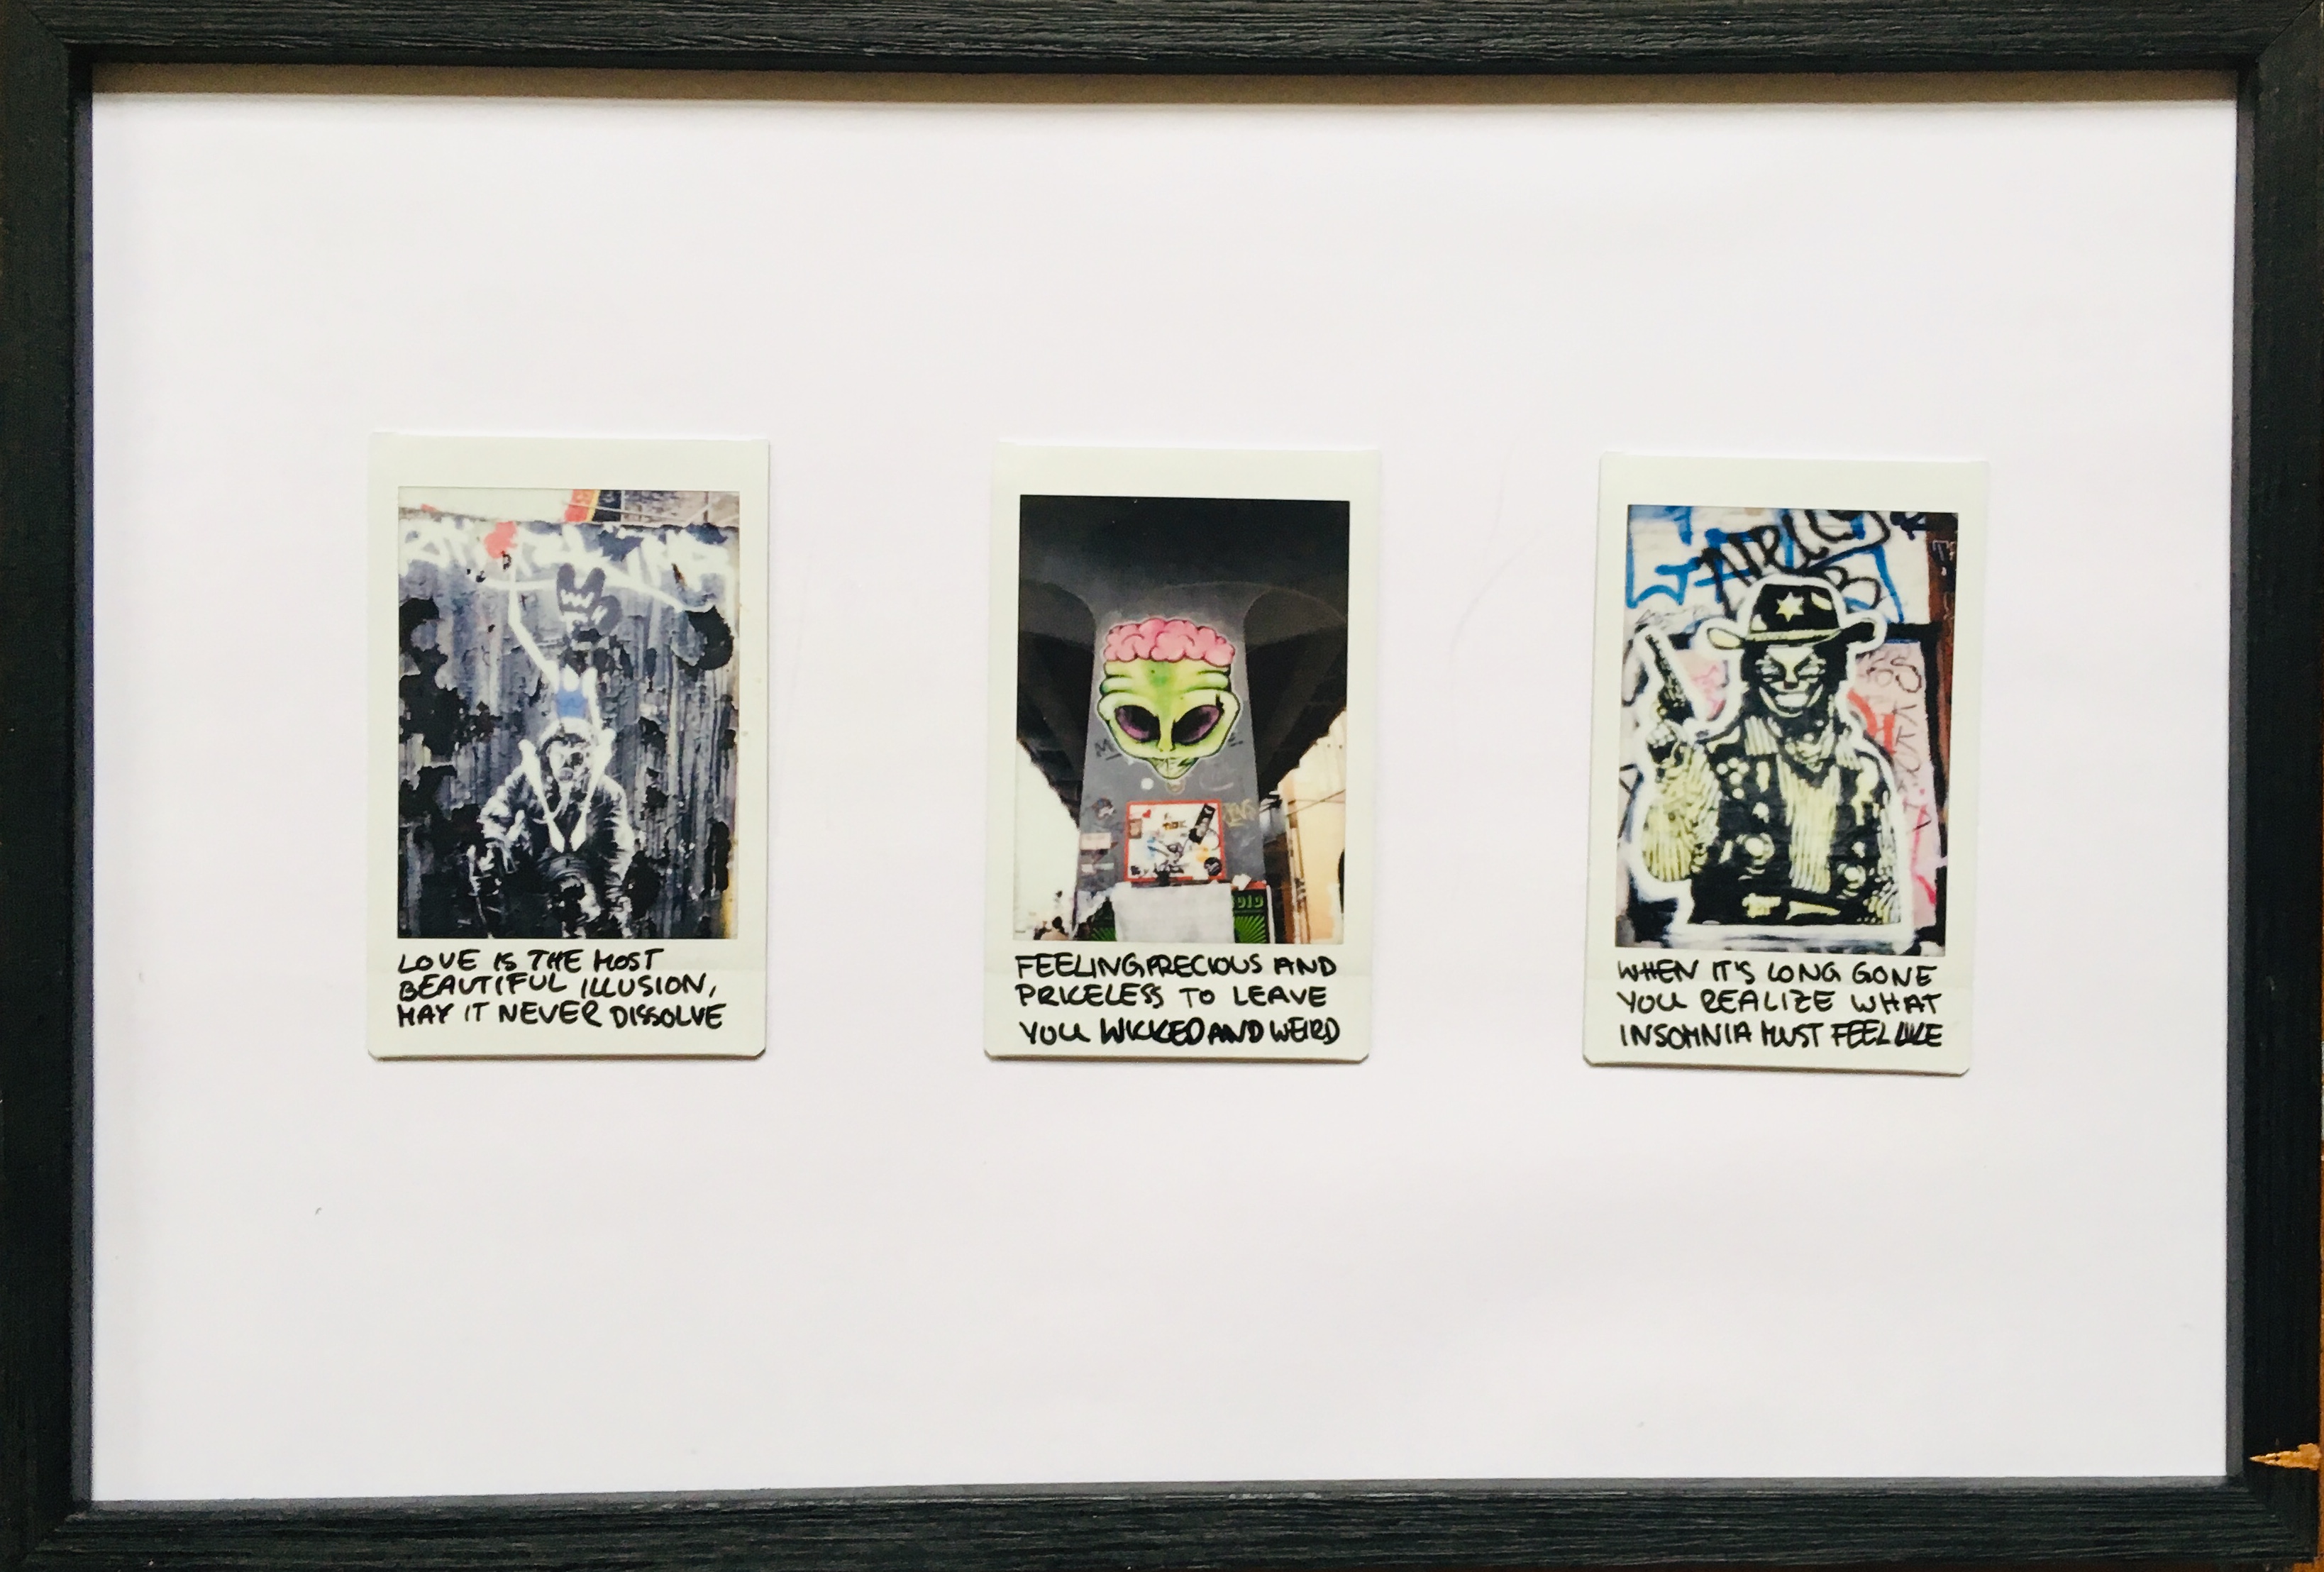 LOVE IS THE MOST
BEAUTIFUL ILLUSION,
MAY IT NEVER DISSOLVE
FEELING PRECIOUS AND
PRICELESS TO LEAVE
YOU WICKED AND WEIRD
WHEN IT'S LONG GONE
YOU REALIZE WHAT
INSOMNIA MUST FEEL LIKE